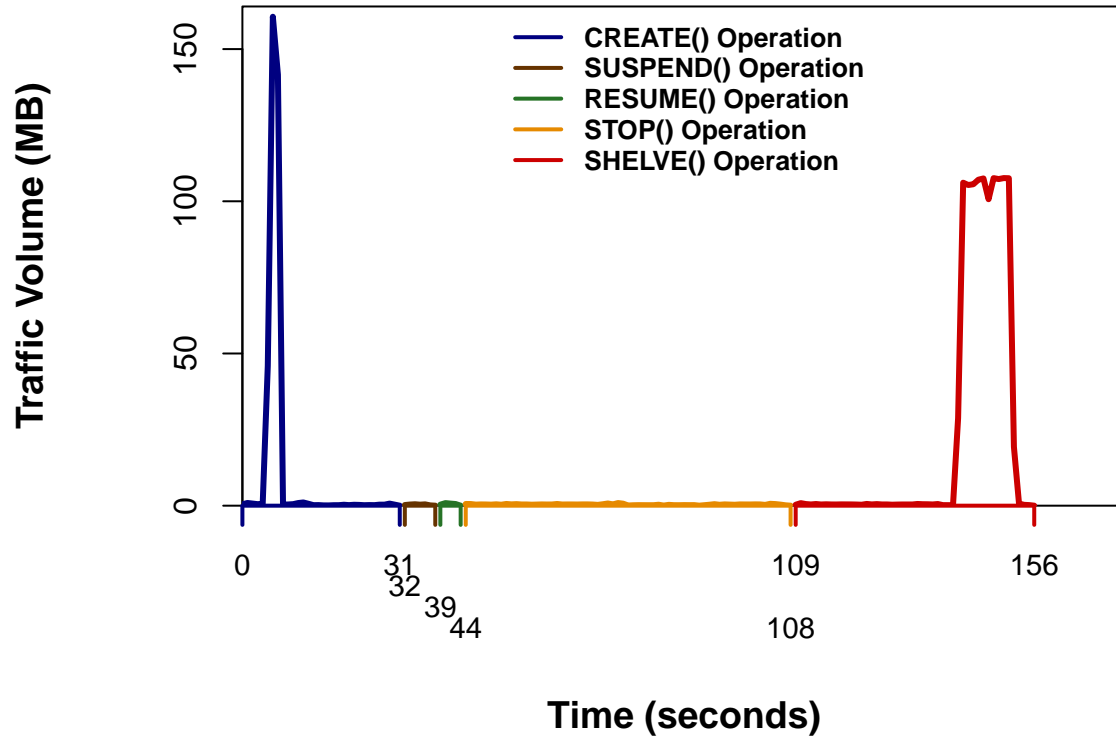 150
100
50
0
Traffic Volume (MB)
CREATE() Operation
SUSPEND() Operation
RESUME() Operation
STOP() Operation
SHELVE() Operation
0 31 109 156
32
39
44 108
Time (seconds)